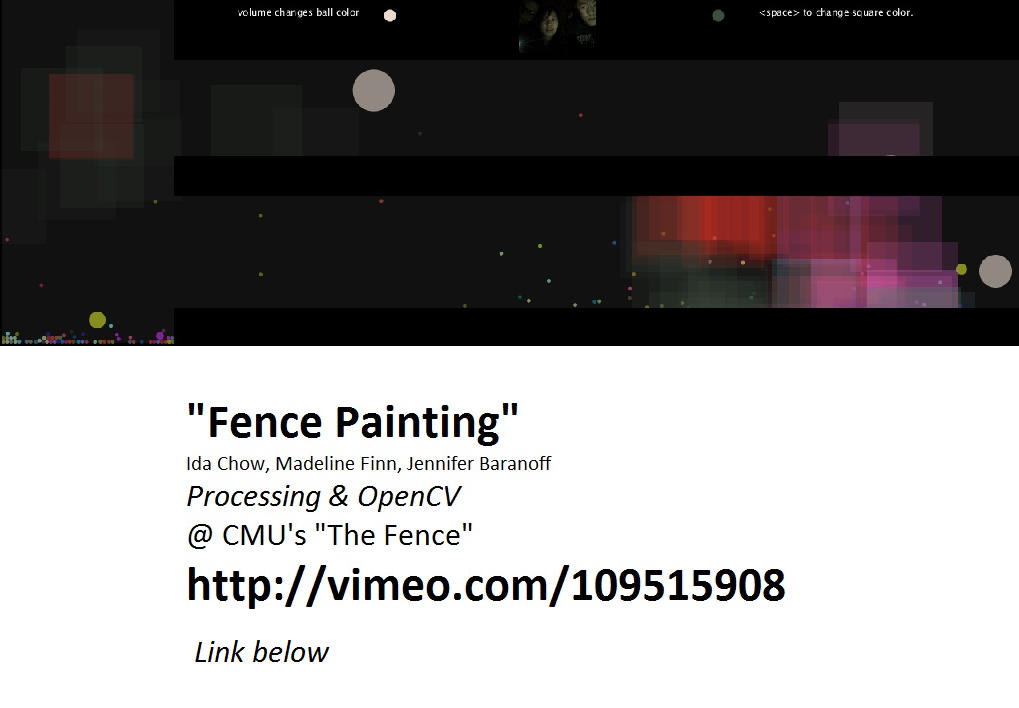 volume changes ball color
<space> to change square color.
"Fence Painting"
Ida Chow, Madeline Finn, Jennifer Baranoff
Processing & OpenCV
@ CMU's "The Fence"
http://vimeo.com/109515908
Link below